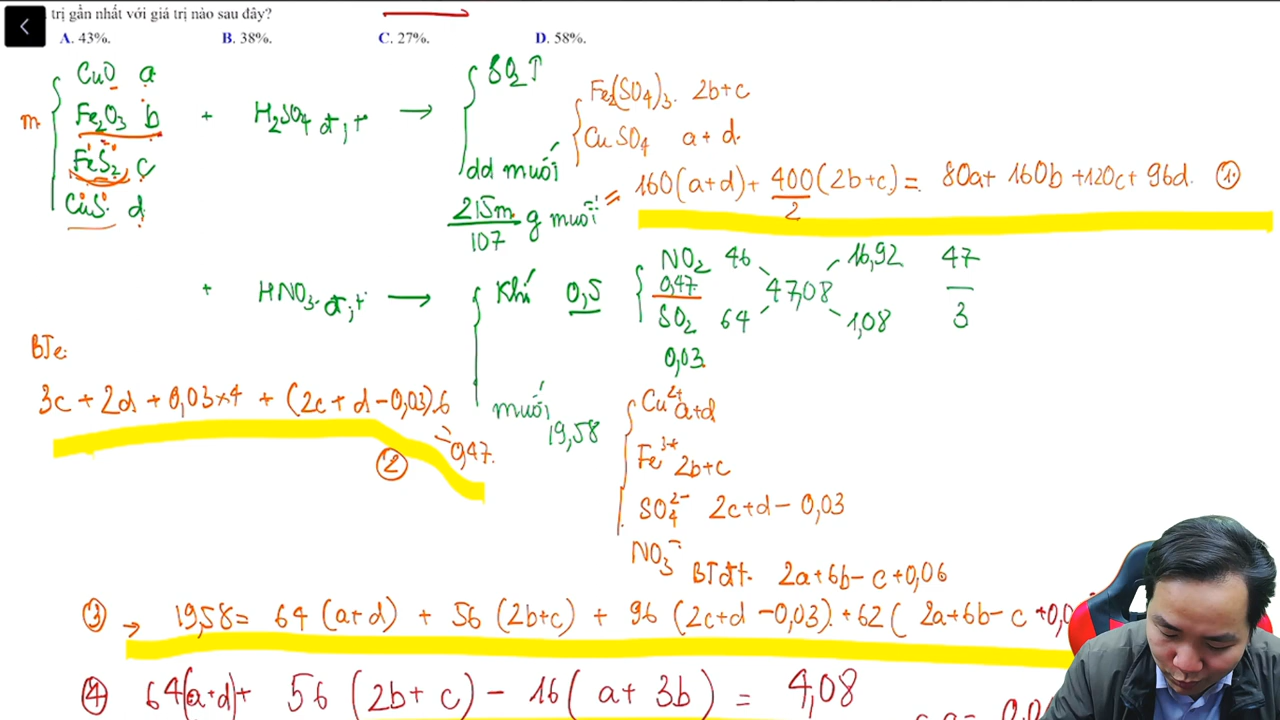 trị gần nhất với giá trị nào sau đây?
A. 43%. B. 38%. C. 27%. D. 58%.
m CuO a
Fe2O3 b + H2SO4 đ,t →
FeS2 c
CuS d
SO2↑
dd muối
215m/107 g muối
Fe2(SO4)3. 2b+c
CuSO4 a+d
= 160(a+d) + 400/2 (2b+c) = 80a + 160b + 120c + 96d. (1)
+ HNO3 đ,t → Khí 0,5
NO2 46 16,92 47
0,47 47,08
SO2 64 1,08 3
0,03
muối 19,58
BTe:
3c + 2d + 0,03×4 + (2c + d - 0,03).6
= 0,47. (2)
Cu2+ a+d
Fe3+ 2b+c
SO4 2- 2c+d - 0,03
NO3- BTđt. 2a+6b-c+0,06
(3) → 19,58 = 64 (a+d) + 56 (2b+c) + 96 (2c+d -0,03) + 62 ( 2a+6b-c
(4) 64(a+d)+ 56 (2b+c) - 16 (a+3b) = 4,08